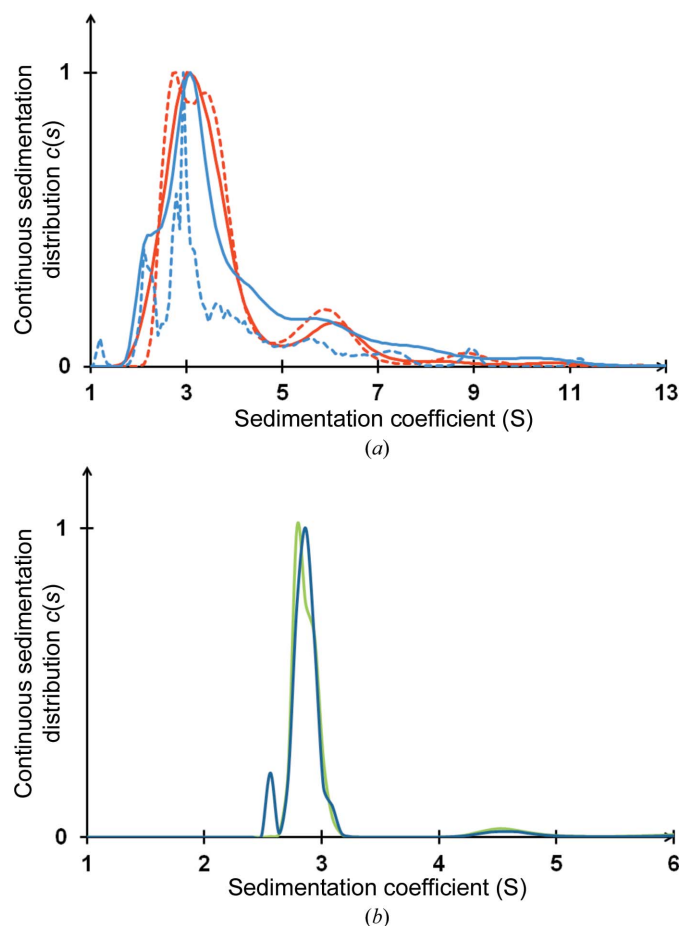 Continuous sedimentation
distribution c(s)
1
0
1 3 5 7 9 11 13
Sedimentation coefficient (S)
(a)
Continuous sedimentation
distribution c(s)
1
0
1 2 3 4 5 6
Sedimentation coefficient (S)
(b)